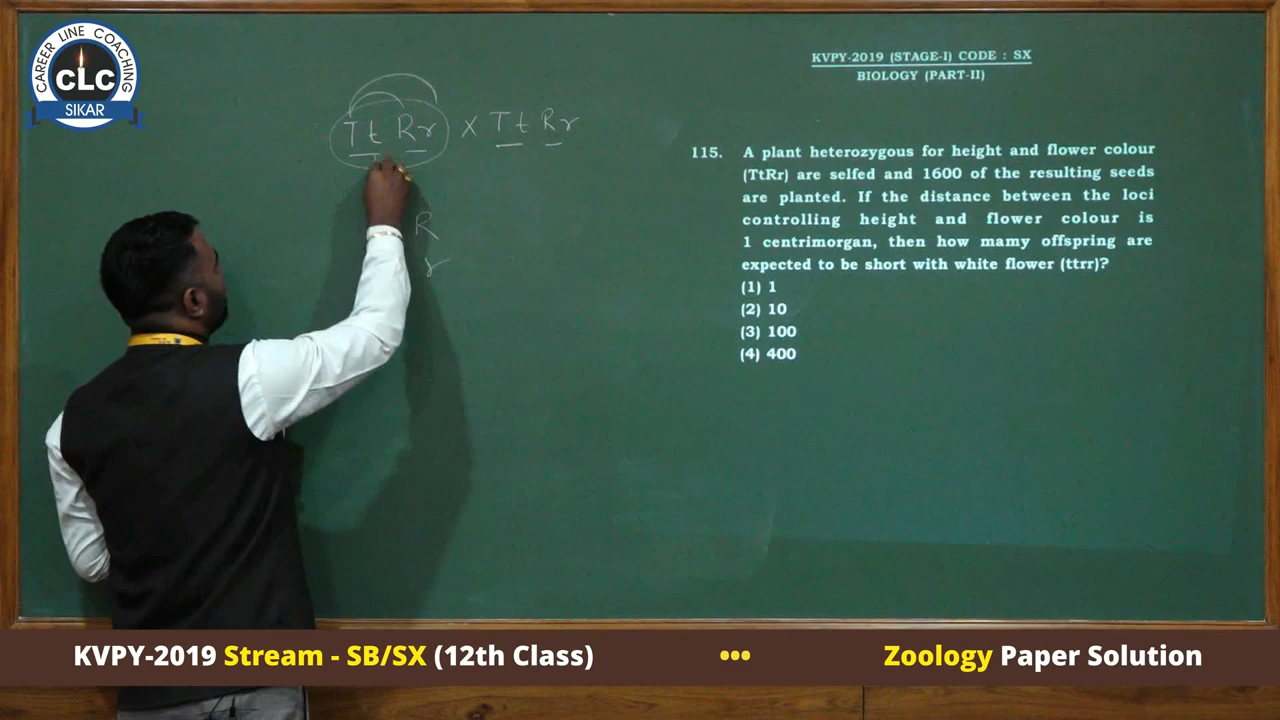 CAREER LINE COACHING
CLC
SIKAR
KVPY-2019 (STAGE-I) CODE : SX
BIOLOGY (PART-II)
Tt Rr X Tt Rr
R
r
115. A plant heterozygous for height and flower colour
(TtRr) are selfed and 1600 of the resulting seeds
are planted. If the distance between the loci
controlling height and flower colour is
1 centrimorgan, then how mamy offspring are
expected to be short with white flower (ttrr)?
(1) 1
(2) 10
(3) 100
(4) 400
KVPY-2019 Stream - SB/SX (12th Class) ••• Zoology Paper Solution